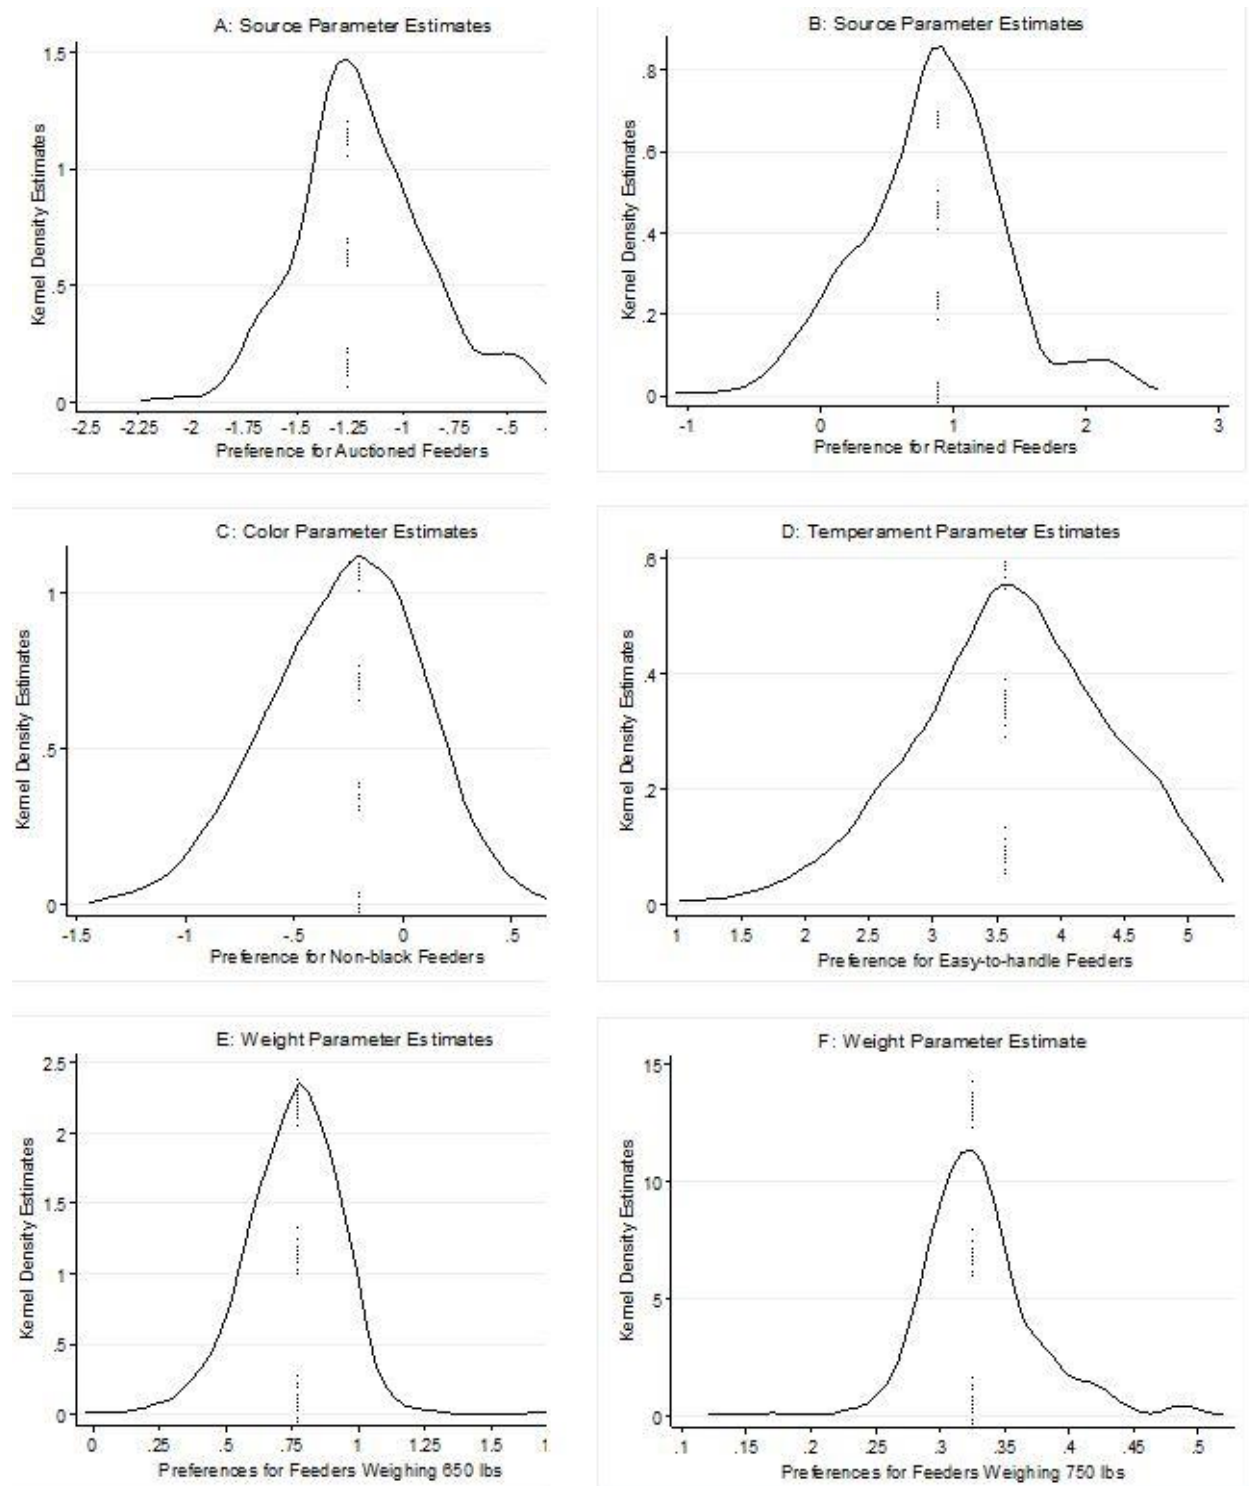 A: Source Parameter Estimates
Kernel Density Estimates
1.5
1
.5
0
-2.5 -2.25 -2 -1.75 -1.5 -1.25 -1 -.75 -.5
Preference for Auctioned Feeders
B: Source Parameter Estimates
Kernel Density Estimates
.8
.6
.4
.2
0
-1 0 1 2 3
Preference for Retained Feeders
C: Color Parameter Estimates
Kernel Density Estimates
1
.5
0
-1.5 -1 -.5 0 .5
Preference for Non-black Feeders
D: Temperament Parameter Estimates
Kernel Density Estimates
.6
.4
.2
0
1 1.5 2 2.5 3 3.5 4 4.5 5
Preference for Easy-to-handle Feeders
E: Weight Parameter Estimates
Kernel Density Estimates
2.5
2
1.5
1
.5
0
0 .25 .5 .75 1 1.25 1.5 1.
Preferences for Feeders Weighing 650 lbs
F: Weight Parameter Estimate
Kernel Density Estimates
15
10
5
0
.1 .15 .2 .25 .3 .35 .4 .45 .5
Preferences for Feeders Weighing 750 lbs